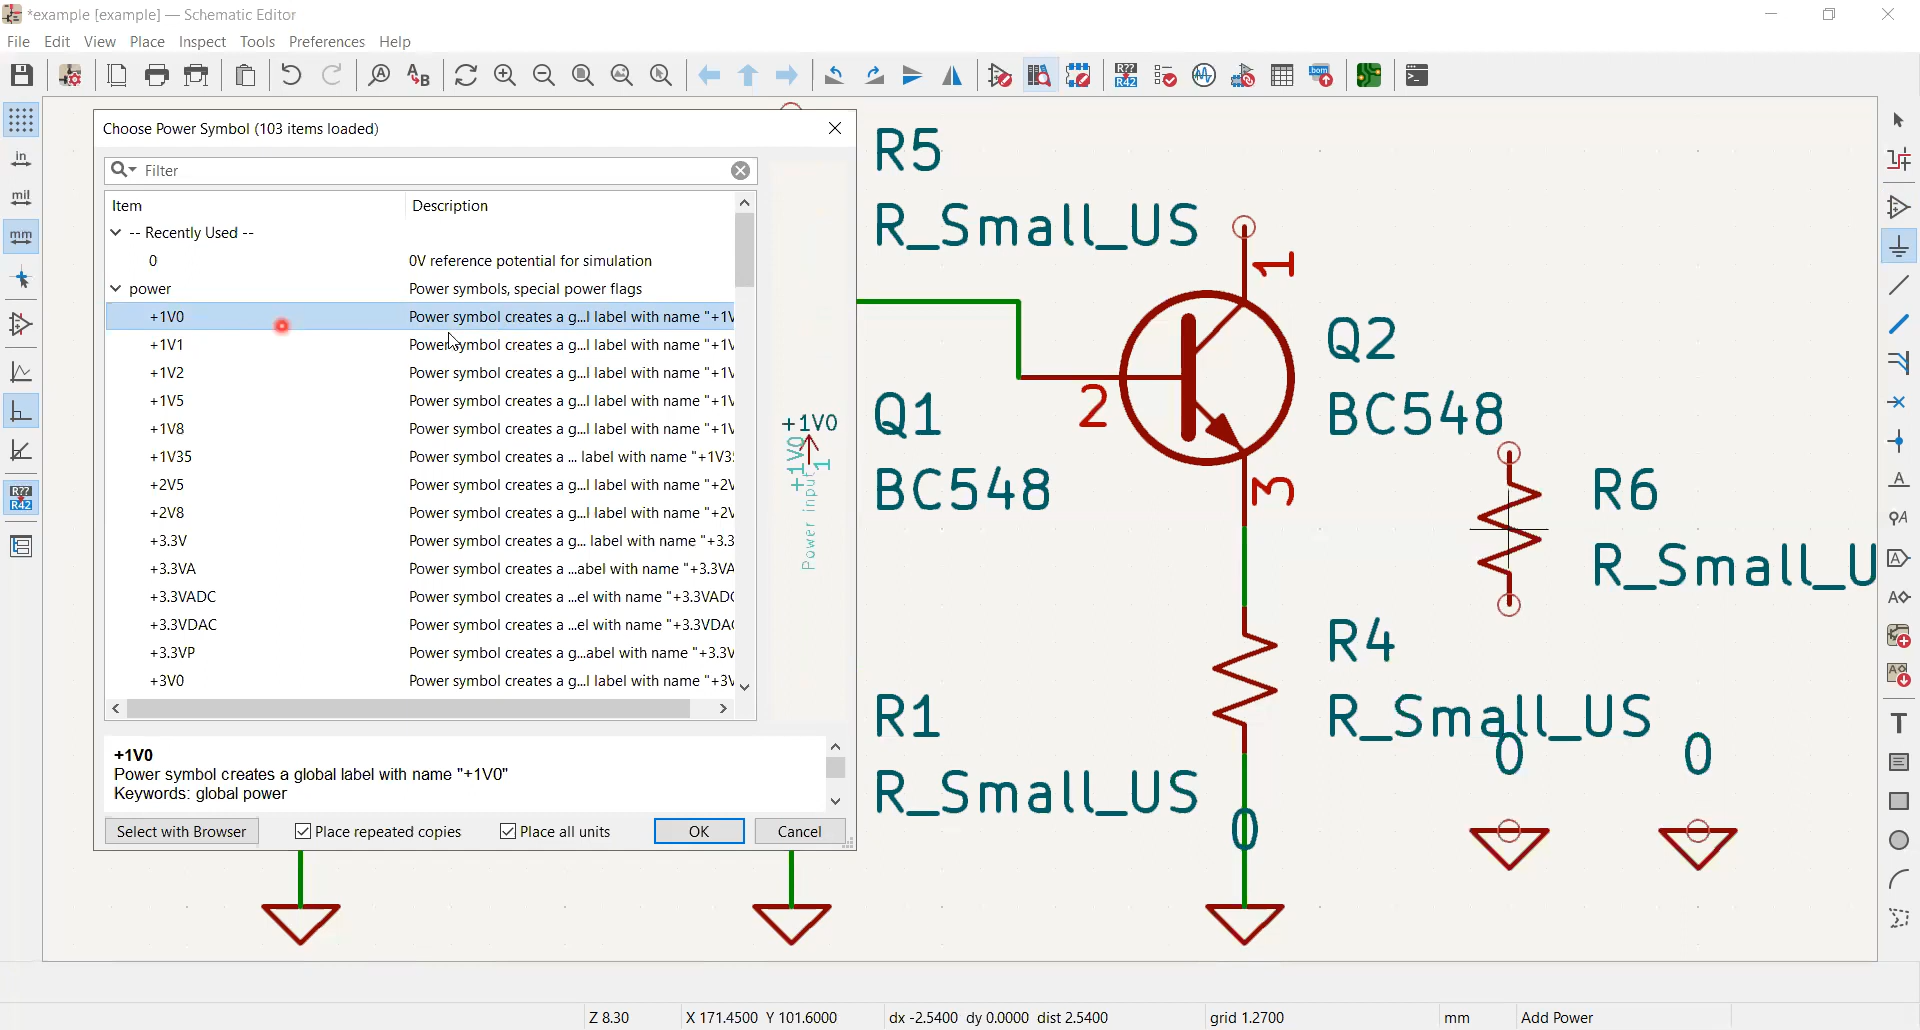 *example [example] — Schematic Editor
File Edit View Place Inspect Tools Preferences Help
Choose Power Symbol (103 items loaded)
Filter
Item Description
-- Recently Used --
0 0V reference potential for simulation
power Power symbols, special power flags
+1V0 Power symbol creates a g...l label with name "+1V
+1V1 Power symbol creates a g...l label with name "+1V
+1V2 Power symbol creates a g...l label with name "+1V
+1V5 Power symbol creates a g...l label with name "+1V
+1V8 Power symbol creates a g...l label with name "+1V
+1V35 Power symbol creates a ... label with name "+1V3
+2V5 Power symbol creates a g...l label with name "+2V
+2V8 Power symbol creates a g...l label with name "+2V
+3.3V Power symbol creates a g... label with name "+3.3
+3.3VA Power symbol creates a ...abel with name "+3.3VA
+3.3VADC Power symbol creates a ...el with name "+3.3VAD
+3.3VDAC Power symbol creates a ...el with name "+3.3VDA
+3.3VP Power symbol creates a g...abel with name "+3.3V
+3V0 Power symbol creates a g...l label with name "+3V
+1V0
+1V0
1
Power input
+1V0
Power symbol creates a global label with name "+1V0"
Keywords: global power
Select with Browser Place repeated copies Place all units OK Cancel
R5
R_Small_US
1
2
3
Q2
BC548
Q1
BC548
R6
R_Small_U
R4
R_Small_US
R1
R_Small_US
0
0
0
in
mil
mm
R??
R42
R??
R42
.bom
Z 8.30 X 171.4500 Y 101.6000 dx -2.5400 dy 0.0000 dist 2.5400 grid 1.2700 mm Add Power